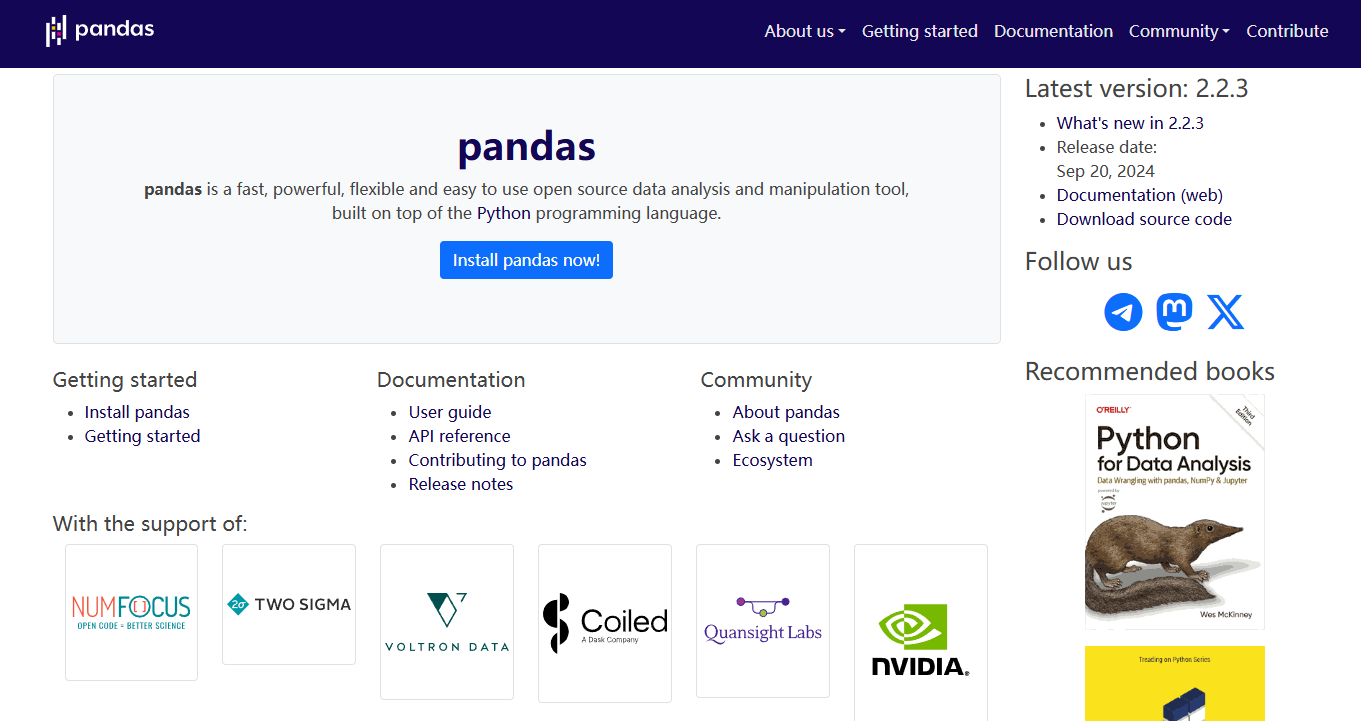 pandas
About us
Getting started
Documentation
Community
Contribute
pandas
pandas is a fast, powerful, flexible and easy to use open source data analysis and manipulation tool,
built on top of the Python programming language.
Install pandas now!
Getting started
Install pandas
Getting started
Documentation
User guide
API reference
Contributing to pandas
Release notes
Community
About pandas
Ask a question
Ecosystem
With the support of:
NUMFOCUS
OPEN CODE = BETTER SCIENCE
2σ TWO SIGMA
VOLTRON DATA
Coiled
A Dask Company
Quansight Labs
NVIDIA.
Latest version: 2.2.3
What's new in 2.2.3
Release date:
Sep 20, 2024
Documentation (web)
Download source code
Follow us
Recommended books
O'REILLY
Third
Edition
Python
for Data Analysis
Data Wrangling with pandas, NumPy & Jupyter
powered by
jupyter
Wes McKinney
Treading on Python Series